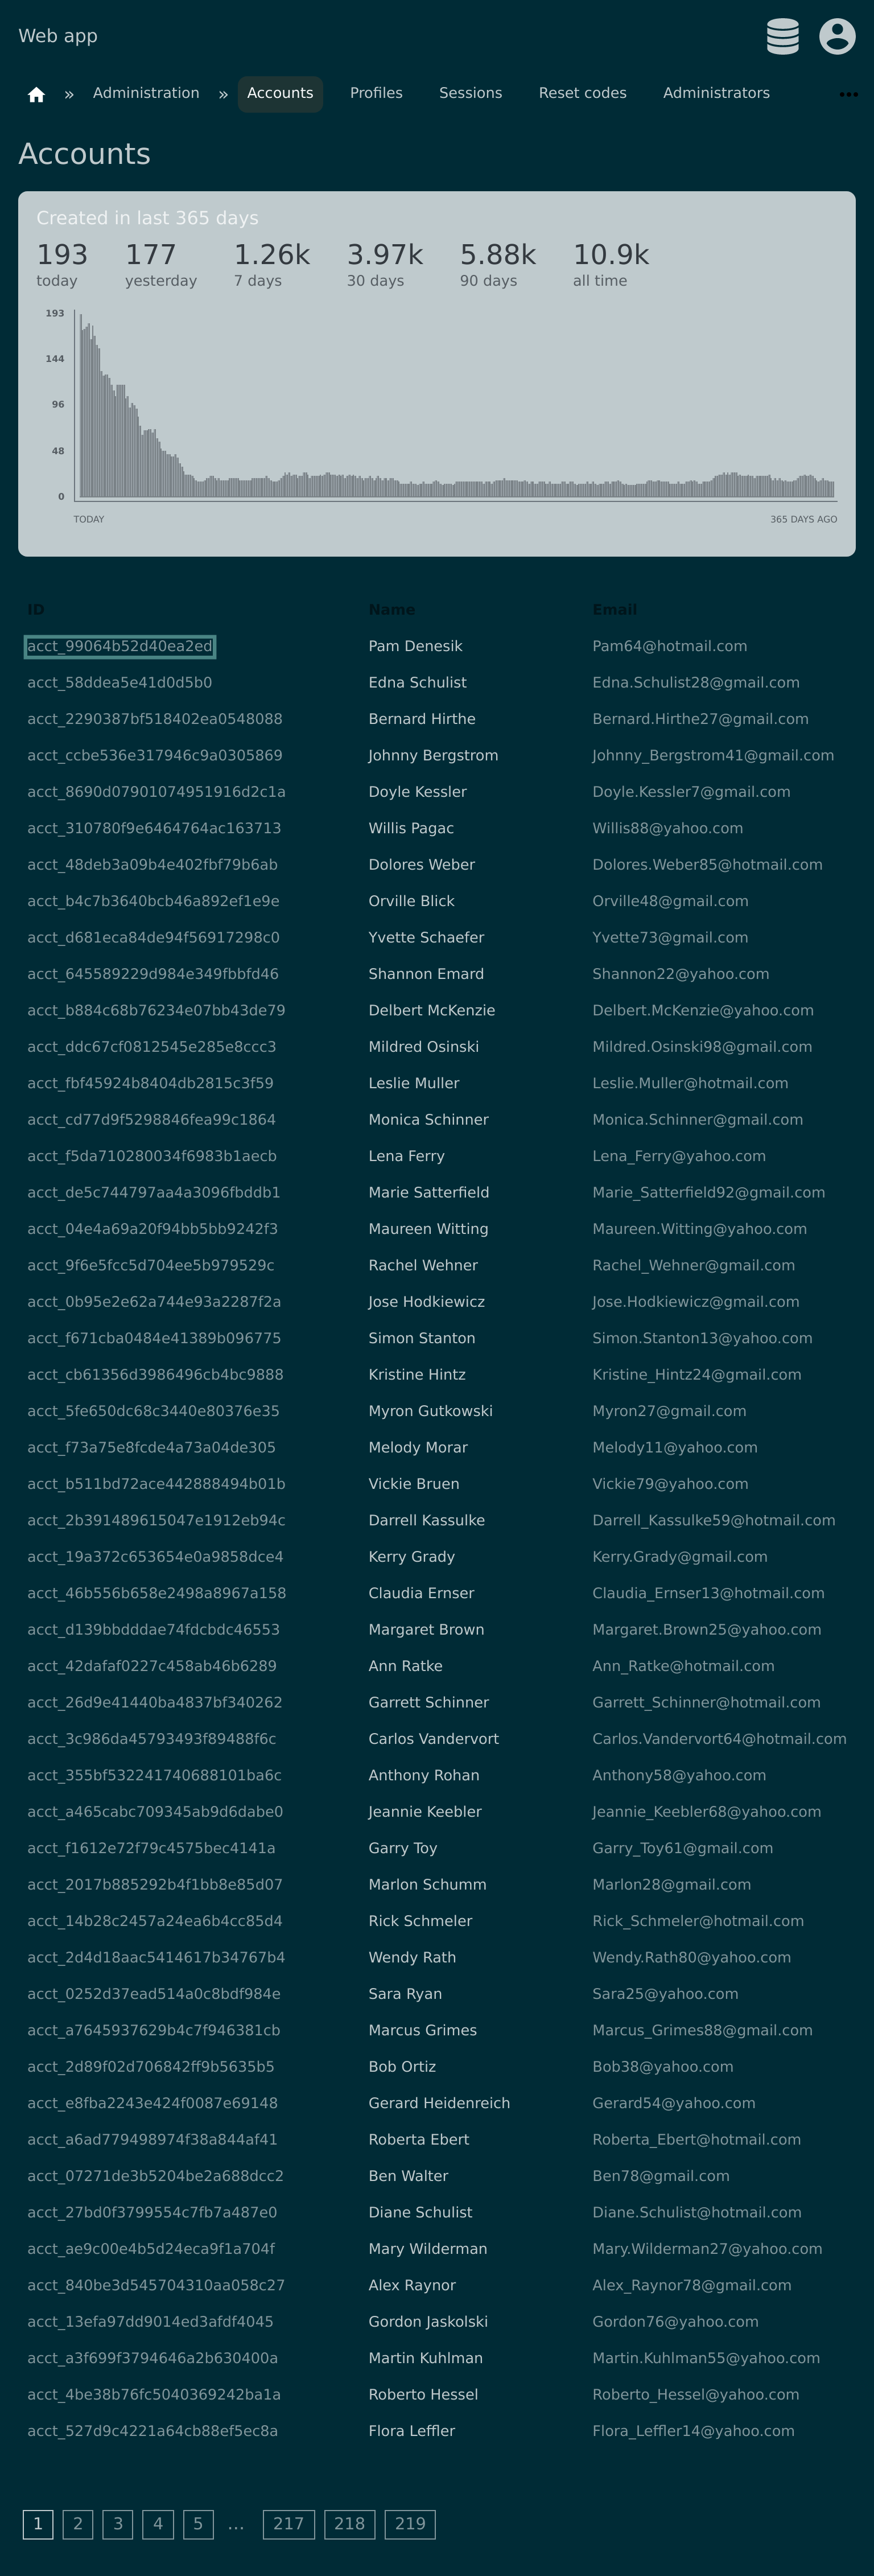 Web app
» Administration » Accounts Profiles Sessions Reset codes Administrators •••
Accounts
Created in last 365 days
193 177 1.26k 3.97k 5.88k 10.9k
today yesterday 7 days 30 days 90 days all time
193
144
96
48
0
TODAY 365 DAYS AGO
ID Name Email
acct_99064b52d40ea2ed Pam Denesik Pam64@hotmail.com
acct_58ddea5e41d0d5b0 Edna Schulist Edna.Schulist28@gmail.com
acct_2290387bf518402ea0548088 Bernard Hirthe Bernard.Hirthe27@gmail.com
acct_ccbe536e317946c9a0305869 Johnny Bergstrom Johnny_Bergstrom41@gmail.com
acct_8690d07901074951916d2c1a Doyle Kessler Doyle.Kessler7@gmail.com
acct_310780f9e6464764ac163713 Willis Pagac Willis88@yahoo.com
acct_48deb3a09b4e402fbf79b6ab Dolores Weber Dolores.Weber85@hotmail.com
acct_b4c7b3640bcb46a892ef1e9e Orville Blick Orville48@gmail.com
acct_d681eca84de94f56917298c0 Yvette Schaefer Yvette73@gmail.com
acct_645589229d984e349fbbfd46 Shannon Emard Shannon22@yahoo.com
acct_b884c68b76234e07bb43de79 Delbert McKenzie Delbert.McKenzie@yahoo.com
acct_ddc67cf0812545e285e8ccc3 Mildred Osinski Mildred.Osinski98@gmail.com
acct_fbf45924b8404db2815c3f59 Leslie Muller Leslie.Muller@hotmail.com
acct_cd77d9f5298846fea99c1864 Monica Schinner Monica.Schinner@gmail.com
acct_f5da710280034f6983b1aecb Lena Ferry Lena_Ferry@yahoo.com
acct_de5c744797aa4a3096fbddb1 Marie Satterfield Marie_Satterfield92@gmail.com
acct_04e4a69a20f94bb5bb9242f3 Maureen Witting Maureen.Witting@yahoo.com
acct_9f6e5fcc5d704ee5b979529c Rachel Wehner Rachel_Wehner@gmail.com
acct_0b95e2e62a744e93a2287f2a Jose Hodkiewicz Jose.Hodkiewicz@gmail.com
acct_f671cba0484e41389b096775 Simon Stanton Simon.Stanton13@yahoo.com
acct_cb61356d3986496cb4bc9888 Kristine Hintz Kristine_Hintz24@gmail.com
acct_5fe650dc68c3440e80376e35 Myron Gutkowski Myron27@gmail.com
acct_f73a75e8fcde4a73a04de305 Melody Morar Melody11@yahoo.com
acct_b511bd72ace442888494b01b Vickie Bruen Vickie79@yahoo.com
acct_2b391489615047e1912eb94c Darrell Kassulke Darrell_Kassulke59@hotmail.com
acct_19a372c653654e0a9858dce4 Kerry Grady Kerry.Grady@gmail.com
acct_46b556b658e2498a8967a158 Claudia Ernser Claudia_Ernser13@hotmail.com
acct_d139bbdddae74fdcbdc46553 Margaret Brown Margaret.Brown25@yahoo.com
acct_42dafaf0227c458ab46b6289 Ann Ratke Ann_Ratke@hotmail.com
acct_26d9e41440ba4837bf340262 Garrett Schinner Garrett_Schinner@hotmail.com
acct_3c986da45793493f89488f6c Carlos Vandervort Carlos.Vandervort64@hotmail.com
acct_355bf532241740688101ba6c Anthony Rohan Anthony58@yahoo.com
acct_a465cabc709345ab9d6dabe0 Jeannie Keebler Jeannie_Keebler68@yahoo.com
acct_f1612e72f79c4575bec4141a Garry Toy Garry_Toy61@gmail.com
acct_2017b885292b4f1bb8e85d07 Marlon Schumm Marlon28@gmail.com
acct_14b28c2457a24ea6b4cc85d4 Rick Schmeler Rick_Schmeler@hotmail.com
acct_2d4d18aac5414617b34767b4 Wendy Rath Wendy.Rath80@yahoo.com
acct_0252d37ead514a0c8bdf984e Sara Ryan Sara25@yahoo.com
acct_a7645937629b4c7f946381cb Marcus Grimes Marcus_Grimes88@gmail.com
acct_2d89f02d706842ff9b5635b5 Bob Ortiz Bob38@yahoo.com
acct_e8fba2243e424f0087e69148 Gerard Heidenreich Gerard54@yahoo.com
acct_a6ad779498974f38a844af41 Roberta Ebert Roberta_Ebert@hotmail.com
acct_07271de3b5204be2a688dcc2 Ben Walter Ben78@gmail.com
acct_27bd0f3799554c7fb7a487e0 Diane Schulist Diane.Schulist@hotmail.com
acct_ae9c00e4b5d24eca9f1a704f Mary Wilderman Mary.Wilderman27@yahoo.com
acct_840be3d545704310aa058c27 Alex Raynor Alex_Raynor78@gmail.com
acct_13efa97dd9014ed3afdf4045 Gordon Jaskolski Gordon76@yahoo.com
acct_a3f699f3794646a2b630400a Martin Kuhlman Martin.Kuhlman55@yahoo.com
acct_4be38b76fc5040369242ba1a Roberto Hessel Roberto_Hessel@yahoo.com
acct_527d9c4221a64cb88ef5ec8a Flora Leffler Flora_Leffler14@yahoo.com
1 2 3 4 5 … 217 218 219